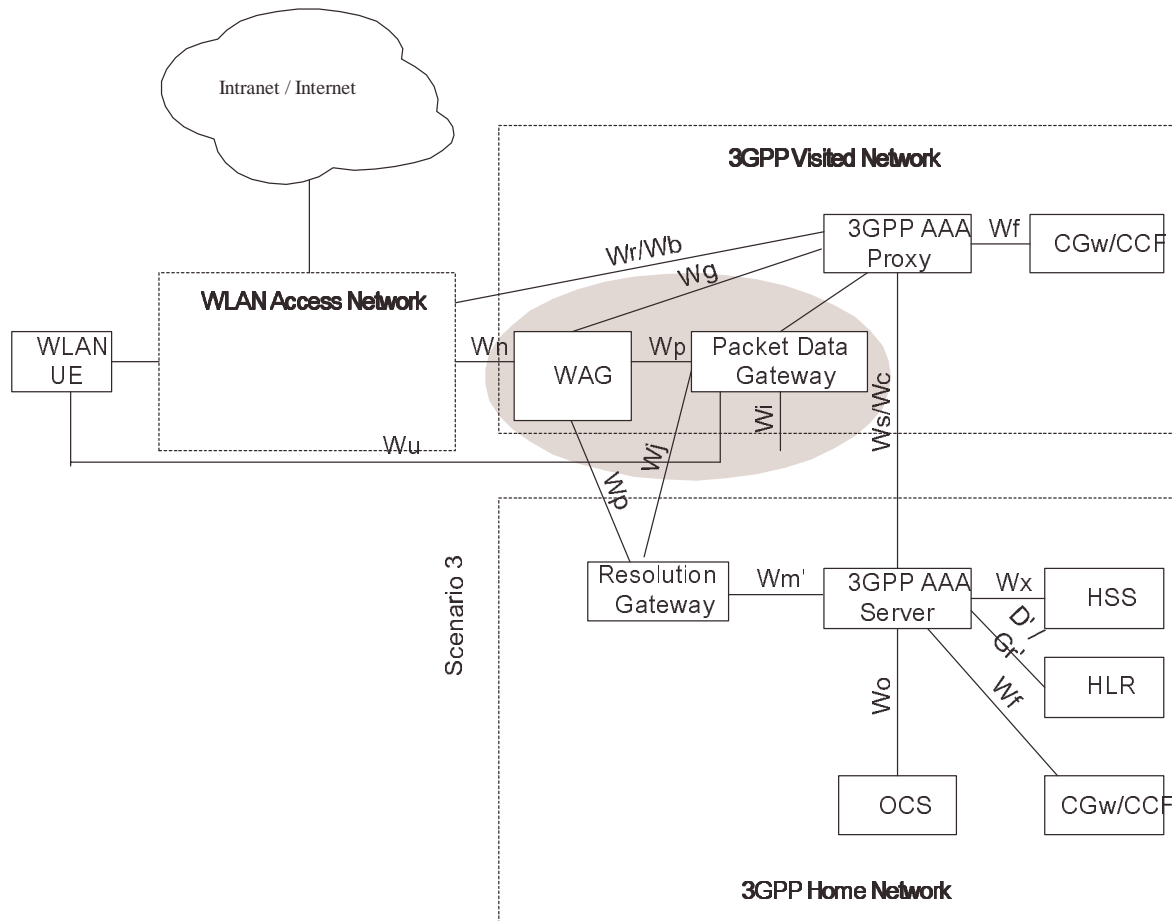 Intranet / Internet
3GPP Visited Network
3GPP AAA
Proxy
Wf
CGw/CCF
Wr/Wb
Wg
WLAN Access Network
WLAN
UE
Wn
WAG
Wp
Packet Data
Gateway
Wi
Ws/Wc
Wu
Wj
Wp
Scenario 3
Resolution
Gateway
Wm'
3GPP AAA
Server
Wx
HSS
D'/
Gr'
HLR
Wf
Wo
OCS
CGw/CCF
3GPP Home Network